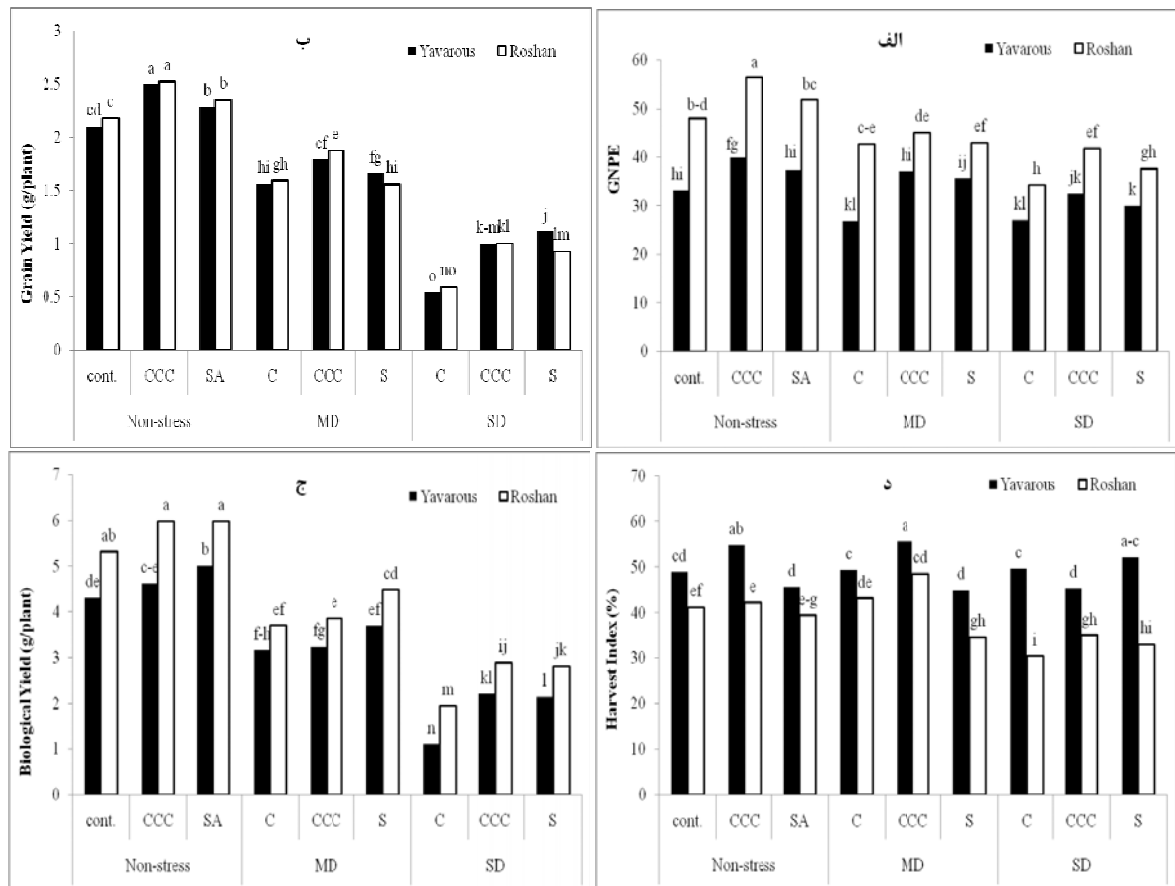 ب
Yavarous Roshan
Grain Yield (g/plant)
3
2.5
2
1.5
1
0.5
0
cd c a a b b hi gh cf e fg hi o no k-m kl j lm
cont. CCC SA C CCC S C CCC S
Non-stress MD SD
الف
Yavarous Roshan
GNPE
60
50
40
30
20
10
0
hi b-d fg a hi bc kl c-e hi de ij ef kl h jk ef k gh
cont. CCC SA C CCC S C CCC S
Non-stress MD SD
ج
Yavarous Roshan
Biological Yield (g/plant)
7
6
5
4
3
2
1
0
de ab c-e a b a f-h ef fg e ef cd n m kl ij l jk
cont. CCC SA C CCC S C CCC S
Non-stress MD SD
د
Yavarous Roshan
Harvest Index (%)
70
60
50
40
30
20
10
0
cd ef ab e d e-g c de a cd d gh c i d gh a-c hi
cont. CCC SA C CCC S C CCC S
Non-stress MD SD